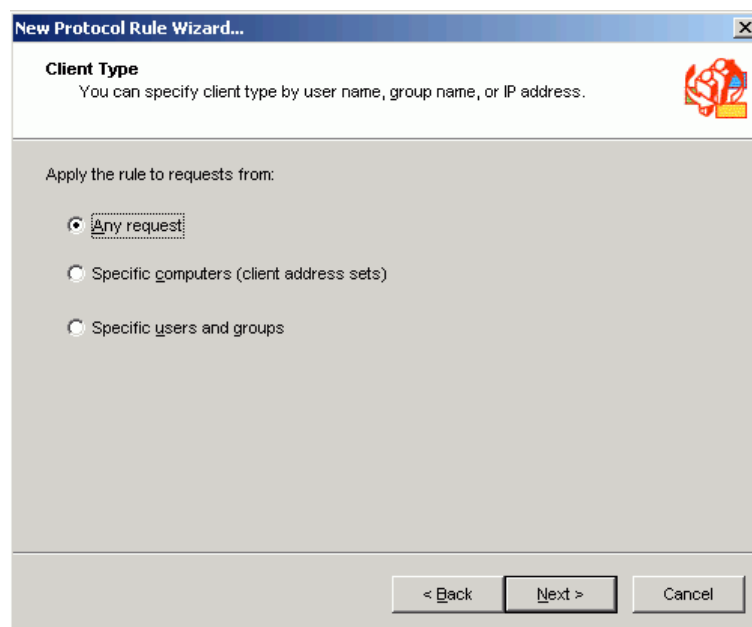 New Protocol Rule Wizard...
Client Type
You can specify client type by user name, group name, or IP address.
Apply the rule to requests from:
Any request
Specific computers (client address sets)
Specific users and groups
< Back
Next >
Cancel